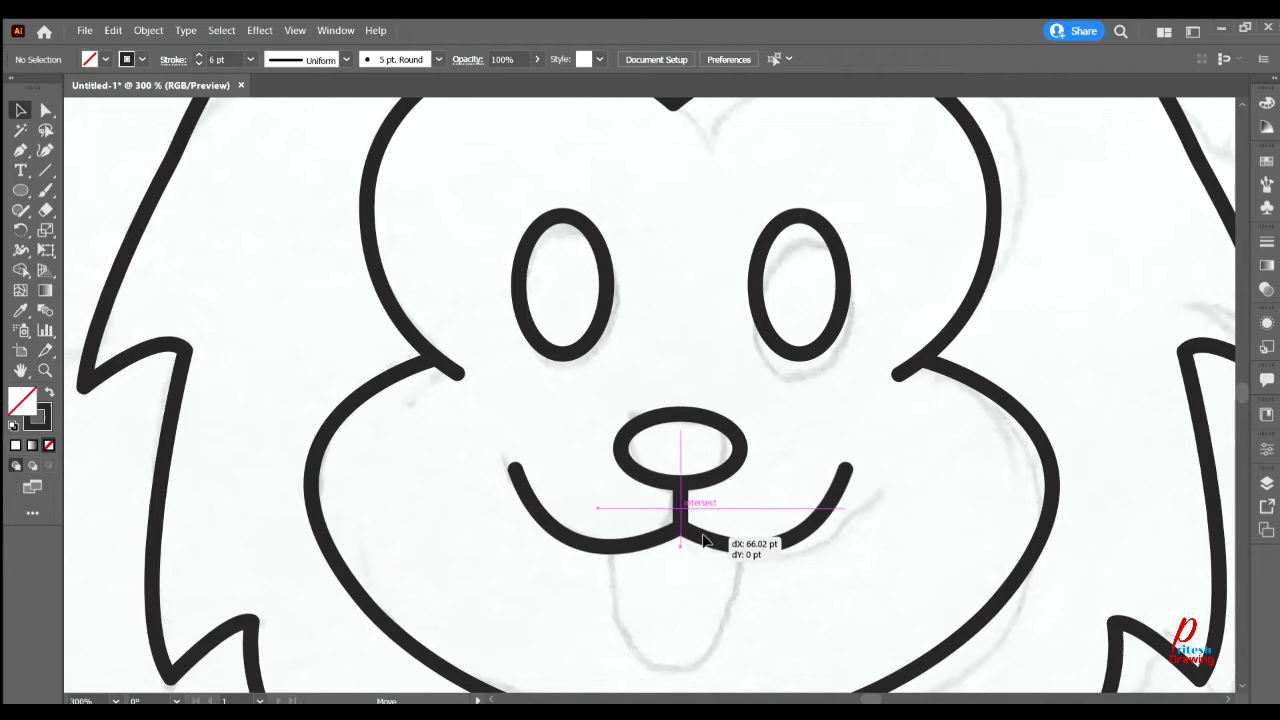 Ai File Edit Object Type Select Effect View Window Help Share
No Selection Stroke: 6 pt Uniform 5 pt. Round Opacity: 100% Style: Document Setup Preferences
Untitled-1* @ 300 % (RGB/Preview)
intersect
dX: 66.02 pt
dY: 0 pt
Pritesh
Drawing
300% 0° 1 Move